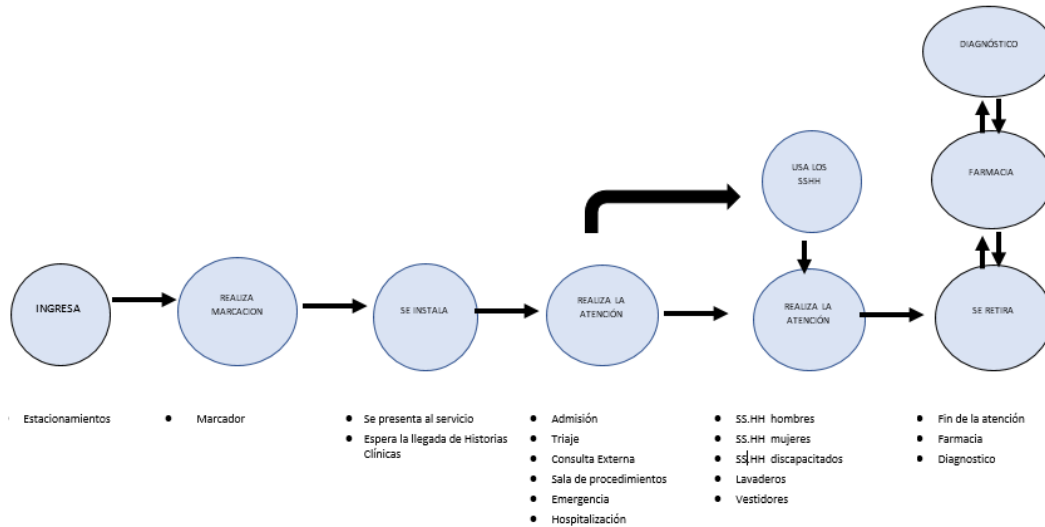 DIAGNÓSTICO
USA LOS
SSHH
FARMACIA
INGRESA
REALIZA
MARCACION
SE INSTALA
REALIZA LA
ATENCIÓN
REALIZA LA
ATENCIÓN
SE RETIRA
Estacionamientos
• Marcador
• Se presenta al servicio
• Espera la llegada de Historias
Clínicas
• Admisión
• Triaje
• Consulta Externa
• Sala de procedimientos
• Emergencia
• Hospitalización
• SS.HH hombres
• SS.HH mujeres
• SS.HH discapacitados
• Lavaderos
• Vestidores
• Fin de la atención
• Farmacia
• Diagnostico